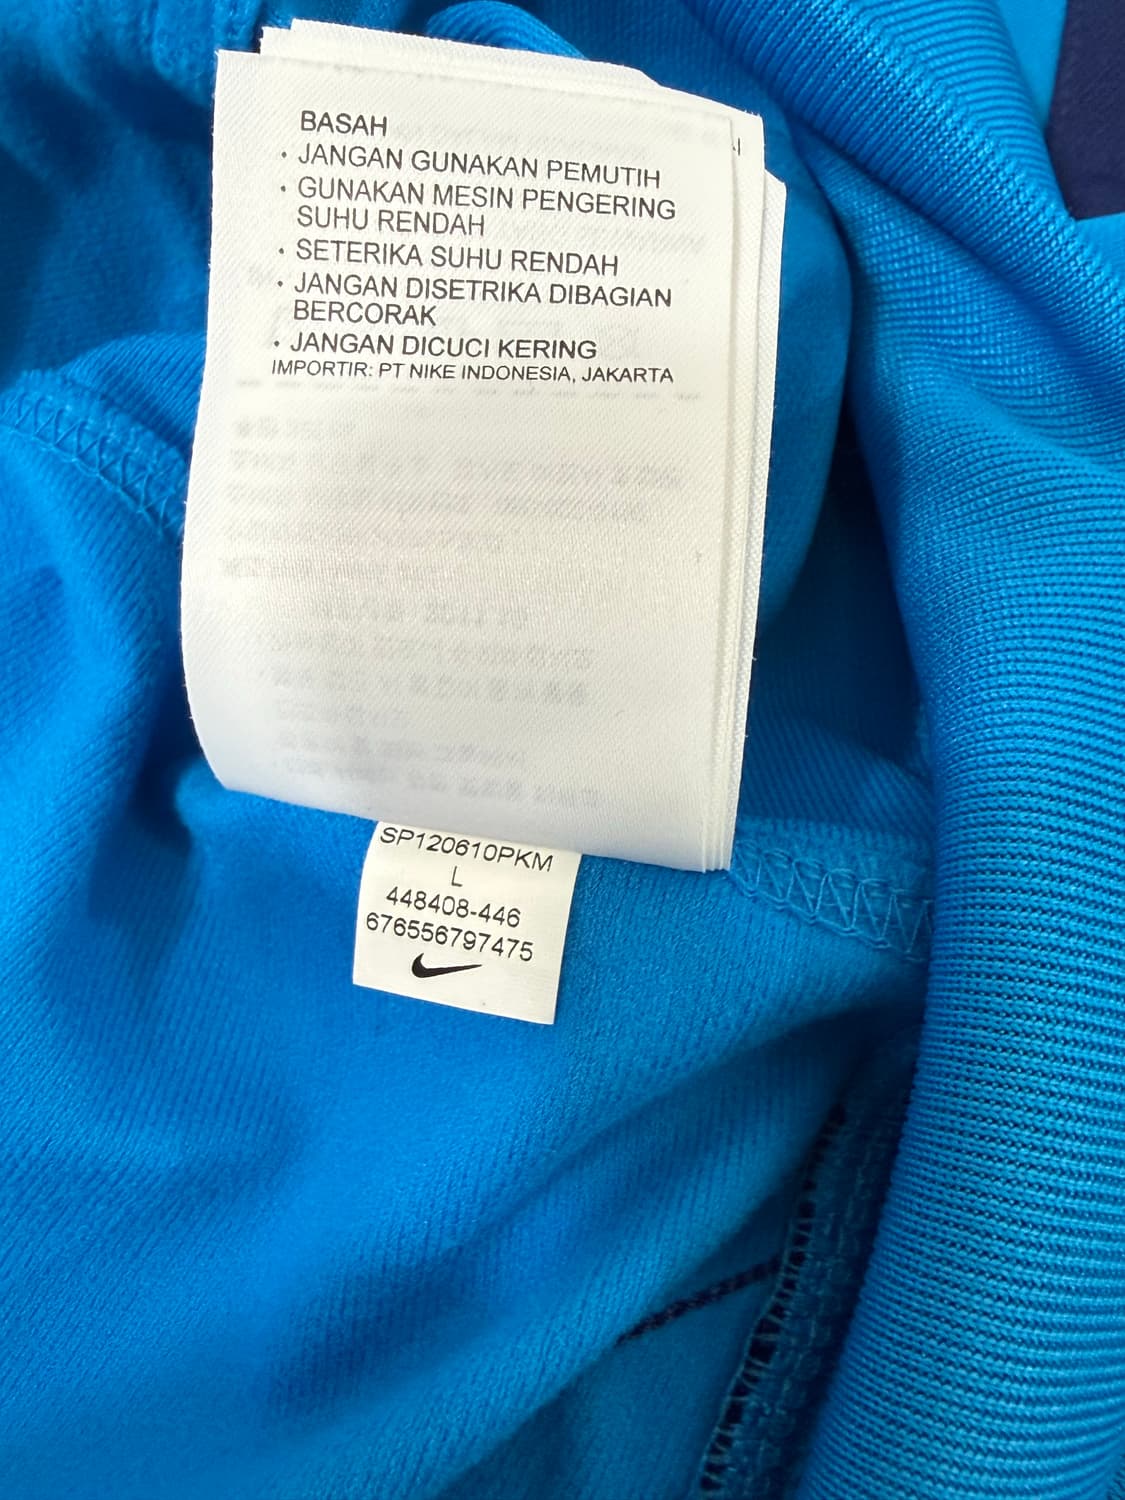 BASAH
· JANGAN GUNAKAN PEMUTIH
· GUNAKAN MESIN PENGERING
SUHU RENDAH
· SETERIKA SUHU RENDAH
· JANGAN DISETRIKA DIBAGIAN
BERCORAK
· JANGAN DICUCI KERING
IMPORTIR: PT NIKE INDONESIA, JAKARTA
SP120610PKM
L
448408-446
676556797475